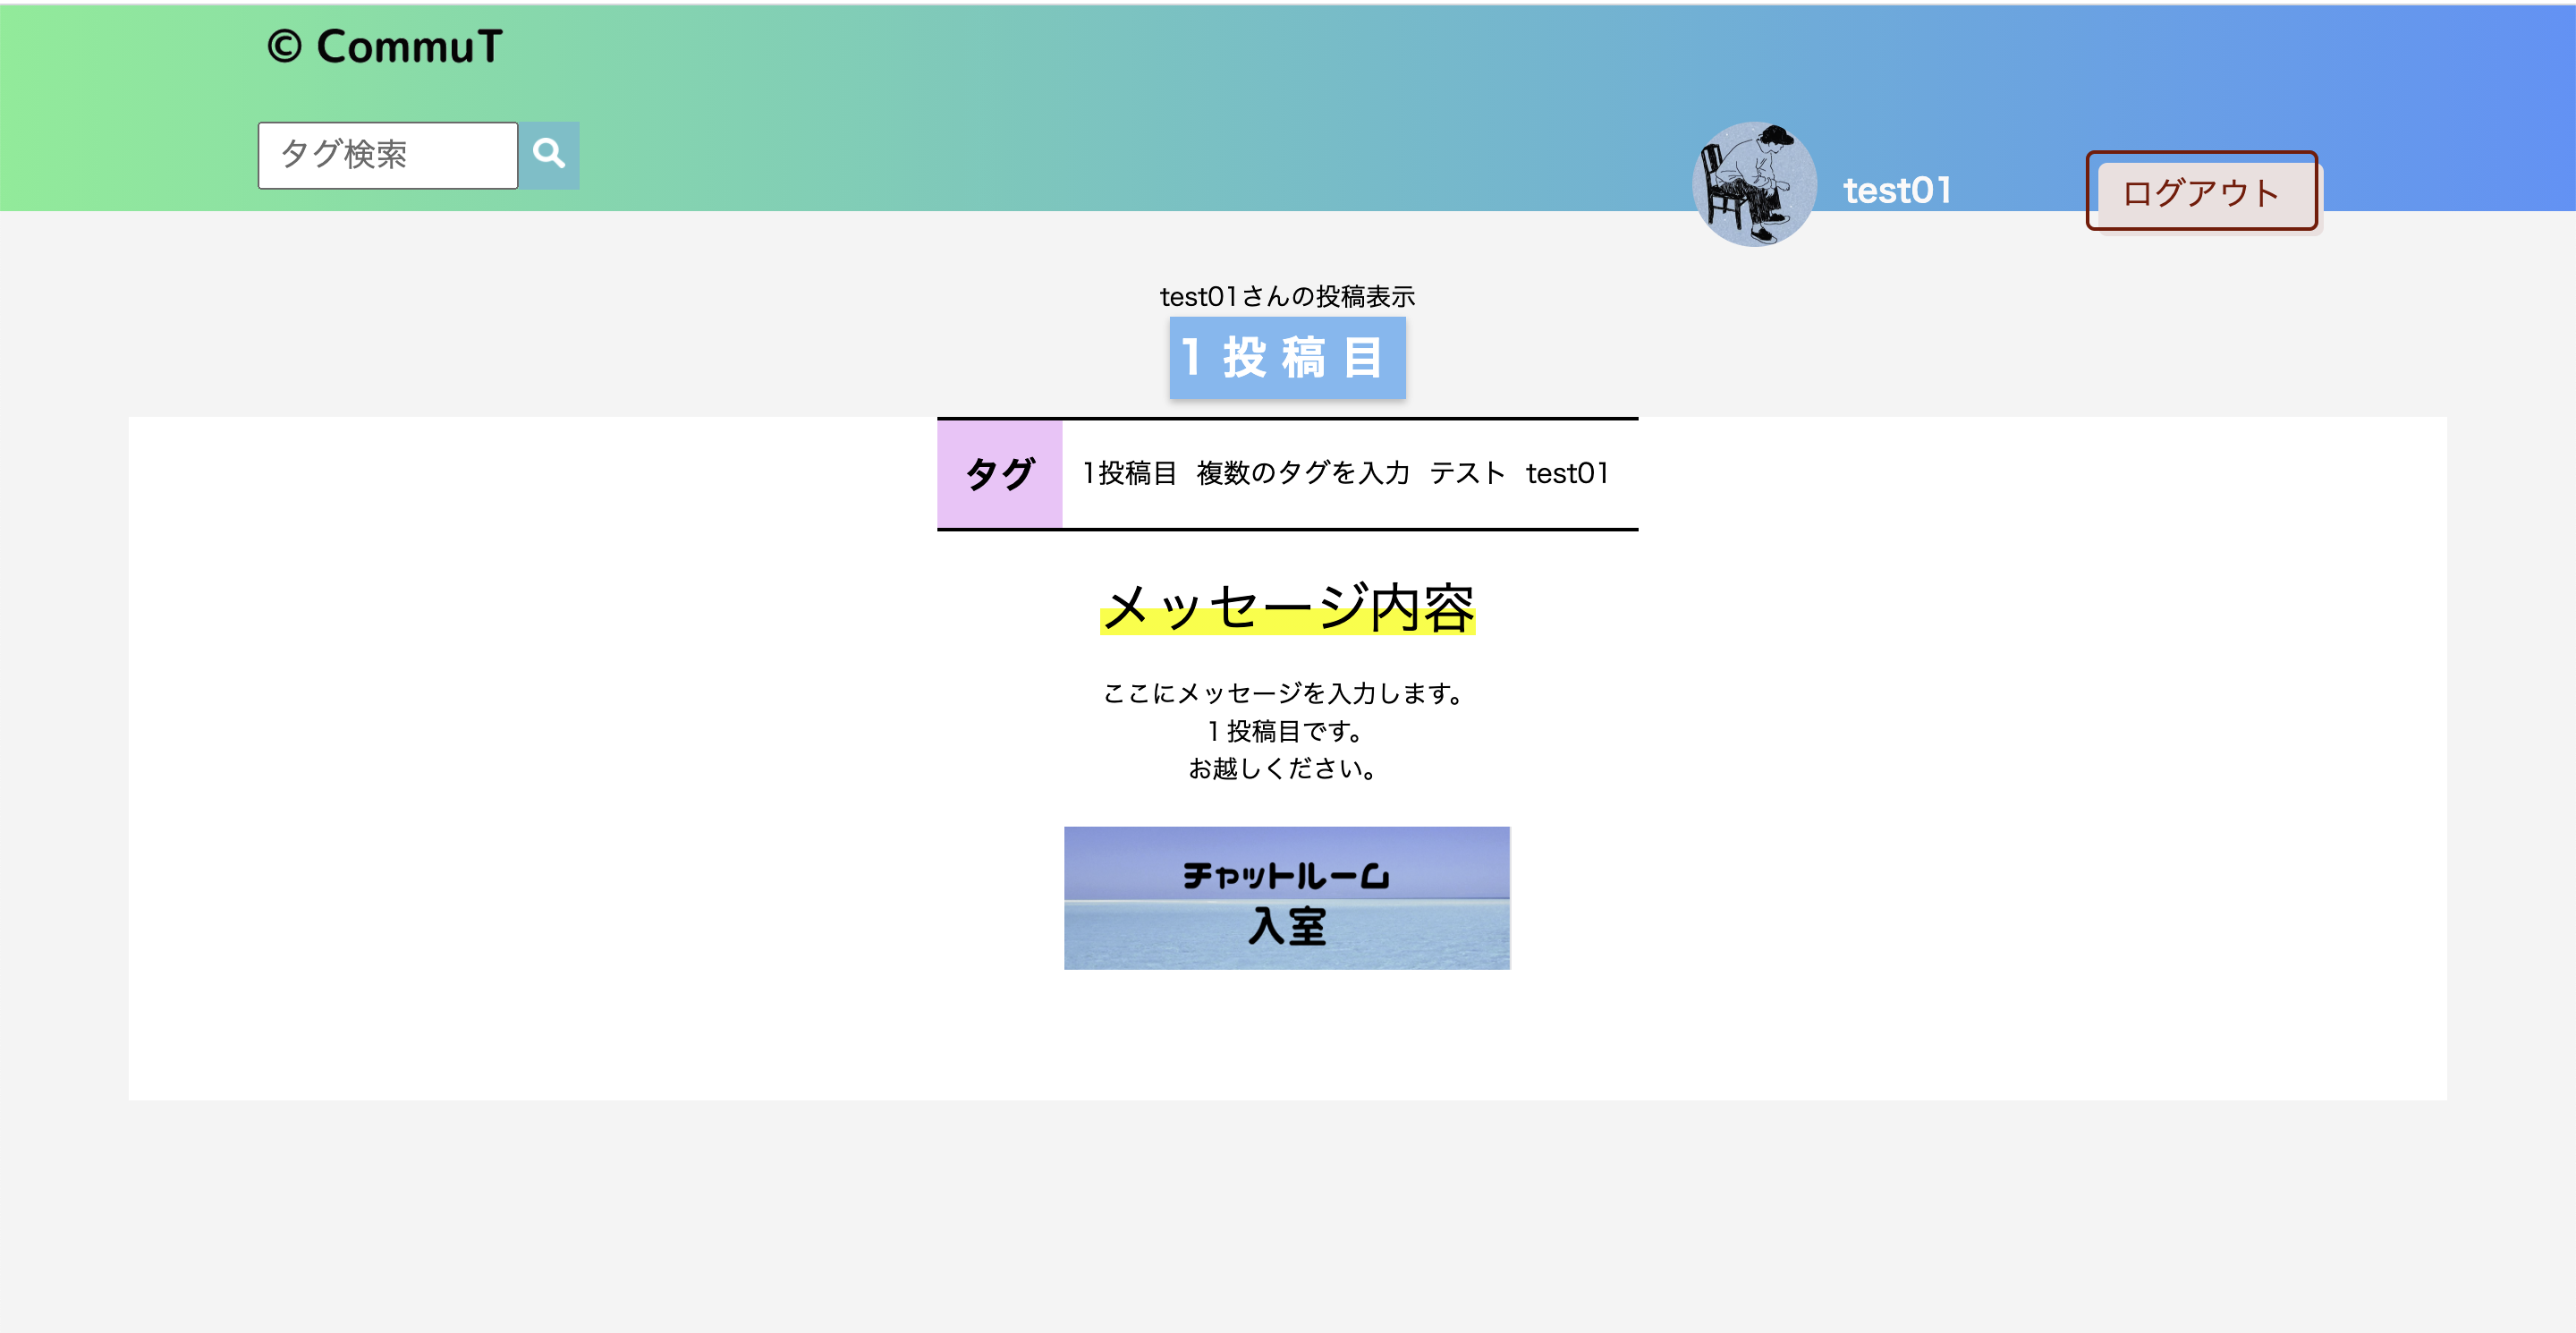 © CommuT
タグ検索
test01
ログアウト
test01さんの投稿表示
1投稿目
タグ 1投稿目 複数のタグを入力 テスト test01
メッセージ内容
ここにメッセージを入力します。
１投稿目です。
お越しください。
チャットルーム
入室